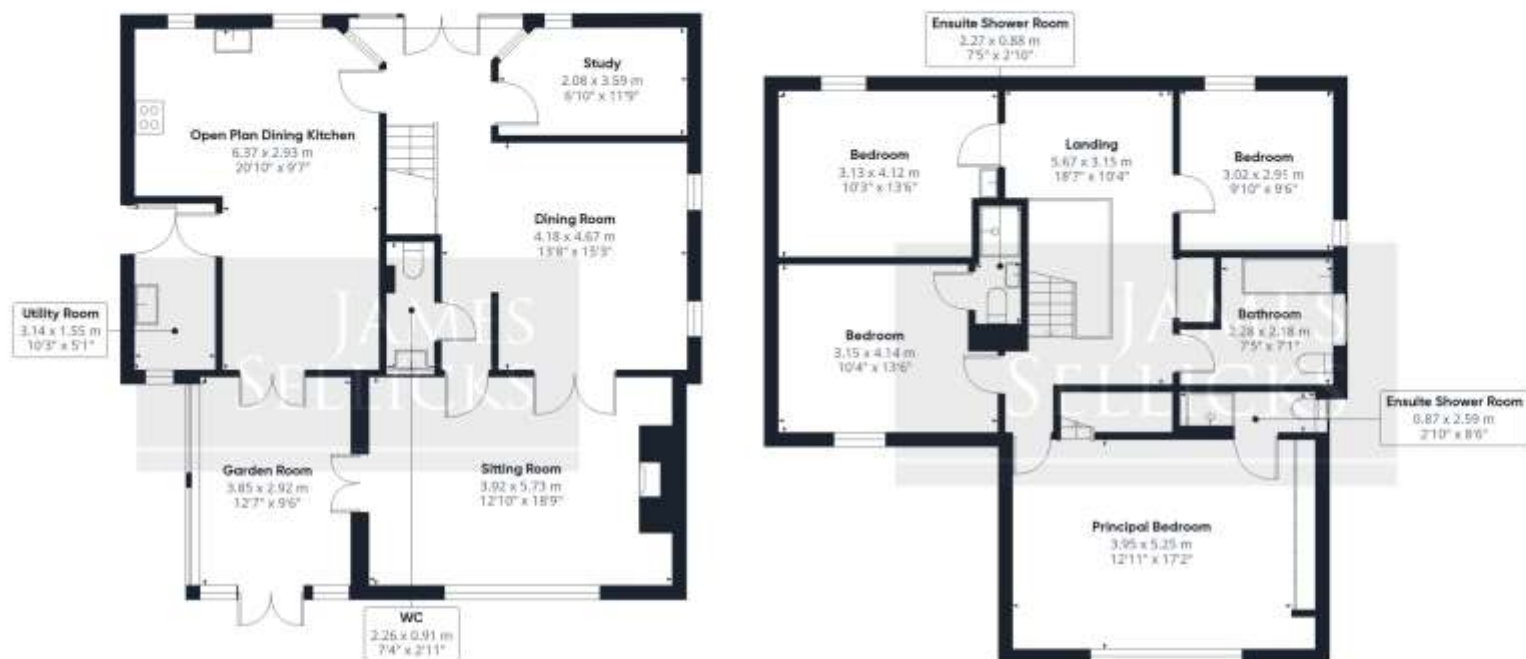 Study
2.08 x 3.59 m
6'10" x 11'9"
Open Plan Dining Kitchen
6.37 x 2.93 m
20'10" x 9'7"
Dining Room
4.18 x 4.67 m
13'8" x 15'3"
Utility Room
3.14 x 1.55 m
10'3" x 5'1"
Garden Room
3.85 x 2.92 m
12'7" x 9'6"
Sitting Room
3.92 x 5.73 m
12'10" x 18'9"
WC
2.26 x 0.91 m
7'4" x 2'11"
JAMES
SELLICKS
Ensuite Shower Room
2.27 x 0.88 m
7'5" x 2'10"
Bedroom
3.13 x 4.12 m
10'3" x 13'6"
Landing
5.67 x 3.15 m
18'7" x 10'4"
Bedroom
3.02 x 2.91 m
9'10" x 9'6"
Bedroom
3.15 x 4.14 m
10'4" x 13'6"
Bathroom
2.28 x 2.18 m
7'5" x 7'1"
Ensuite Shower Room
0.87 x 2.59 m
2'10" x 8'6"
Principal Bedroom
3.95 x 5.25 m
12'11" x 17'2"
JAMES
SELLICKS